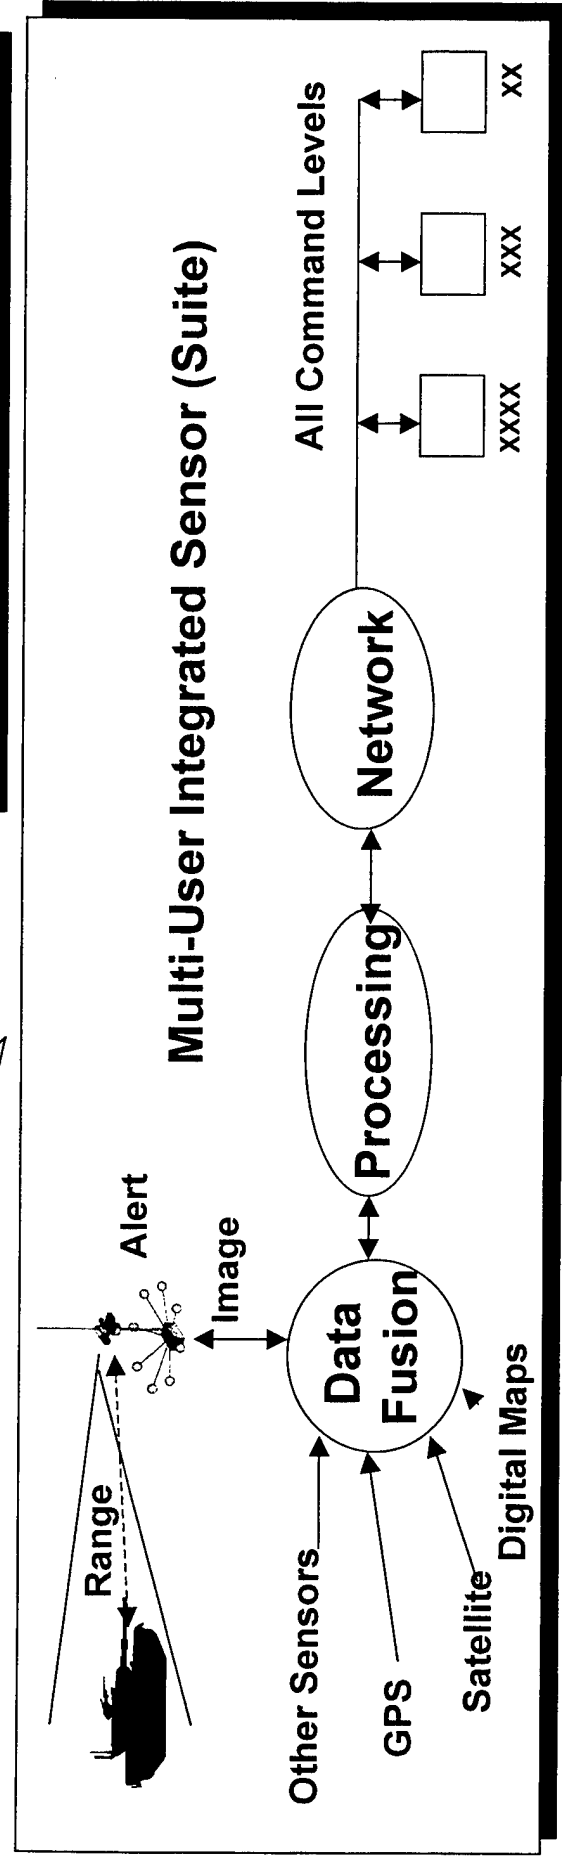 Multi-User Integrated Sensor (Suite)
Range
Alert
Image
Other Sensors
GPS
Satellite
Digital Maps
Data
Fusion
Processing
Network
All Command Levels
XXXX
XXX
XX